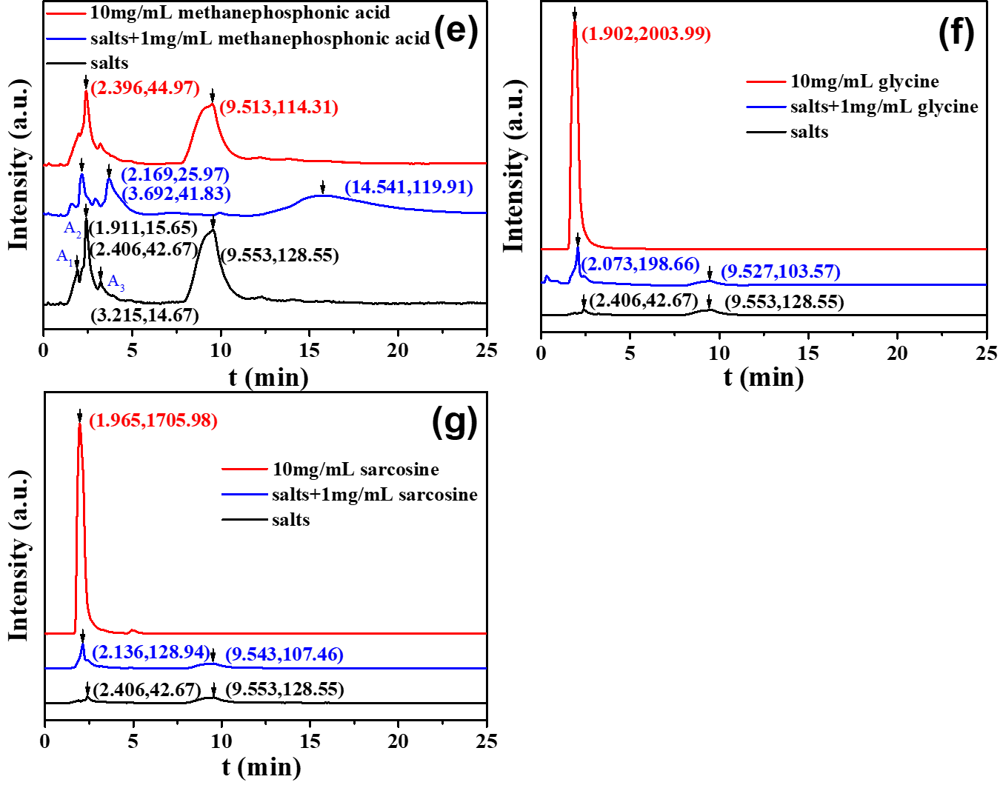 10mg/mL methanephosphonic acid
salts+1mg/mL methanephosphonic acid
salts
(e)
(2.396,44.97)
(9.513,114.31)
(2.169,25.97)
(3.692,41.83)
(14.541,119.91)
A2
(1.911,15.65)
(2.406,42.67)
A1
(9.553,128.55)
A3
(3.215,14.67)
Intensity (a.u.)
0 5 10 15 20 25
t (min)
(f)
(1.902,2003.99)
10mg/mL glycine
salts+1mg/mL glycine
salts
(2.073,198.66)
(9.527,103.57)
(2.406,42.67)
(9.553,128.55)
Intensity (a.u.)
0 5 10 15 20 25
t (min)
(g)
(1.965,1705.98)
10mg/mL sarcosine
salts+1mg/mL sarcosine
salts
(2.136,128.94)
(9.543,107.46)
(2.406,42.67)
(9.553,128.55)
Intensity (a.u.)
0 5 10 15 20 25
t (min)